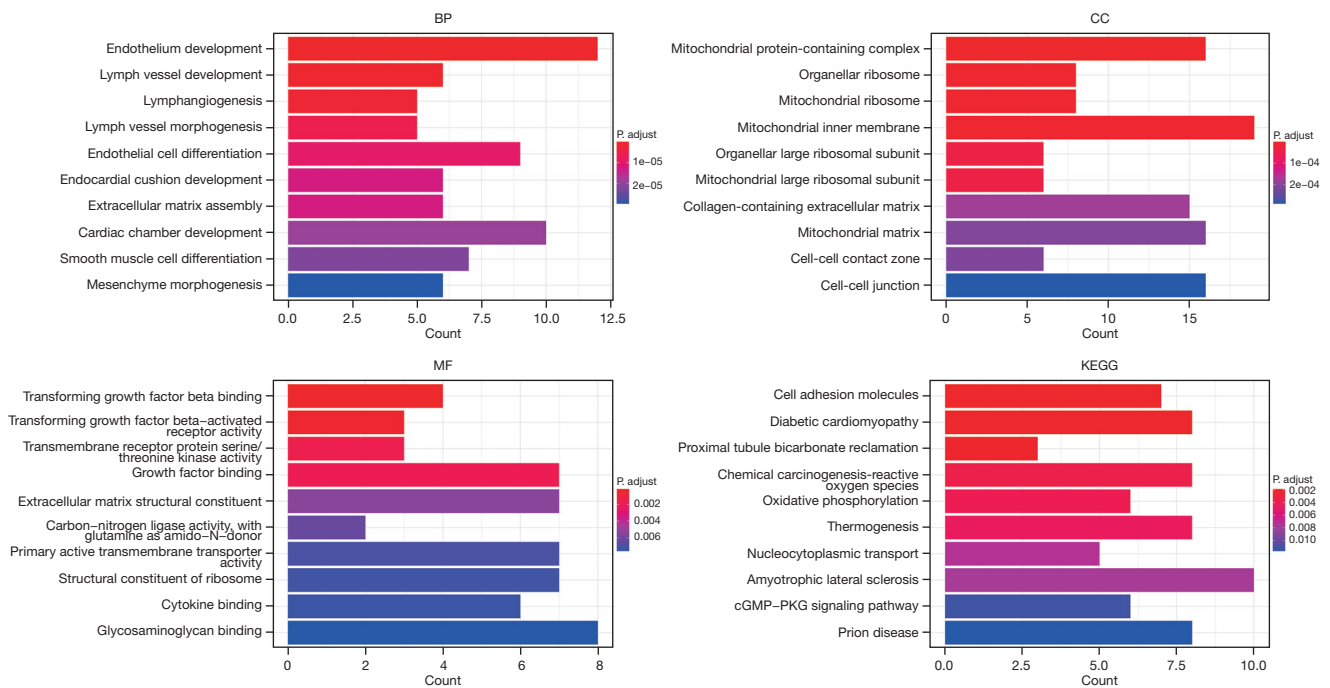 BP
Endothelium development
Lymph vessel development
Lymphangiogenesis
Lymph vessel morphogenesis
Endothelial cell differentiation
Endocardial cushion development
Extracellular matrix assembly
Cardiac chamber development
Smooth muscle cell differentiation
Mesenchyme morphogenesis
0.0 2.5 5.0 7.5 10.0 12.5
Count
P. adjust
1e−05
2e−05
CC
Mitochondrial protein-containing complex
Organellar ribosome
Mitochondrial ribosome
Mitochondrial inner membrane
Organellar large ribosomal subunit
Mitochondrial large ribosomal subunit
Collagen-containing extracellular matrix
Mitochondrial matrix
Cell-cell contact zone
Cell-cell junction
0 5 10 15
Count
P. adjust
1e−04
2e−04
MF
Transforming growth factor beta binding
Transforming growth factor beta−activated
receptor activity
Transmembrane receptor protein serine/
threonine kinase activity
Growth factor binding
Extracellular matrix structural constituent
Carbon−nitrogen ligase activity, with
glutamine as amido−N−donor
Primary active transmembrane transporter
activity
Structural constituent of ribosome
Cytokine binding
Glycosaminoglycan binding
0 2 4 6 8
Count
P. adjust
0.002
0.004
0.006
KEGG
Cell adhesion molecules
Diabetic cardiomyopathy
Proximal tubule bicarbonate reclamation
Chemical carcinogenesis-reactive
oxygen species
Oxidative phosphorylation
Thermogenesis
Nucleocytoplasmic transport
Amyotrophic lateral sclerosis
cGMP−PKG signaling pathway
Prion disease
0.0 2.5 5.0 7.5 10.0
Count
P. adjust
0.002
0.004
0.006
0.008
0.010